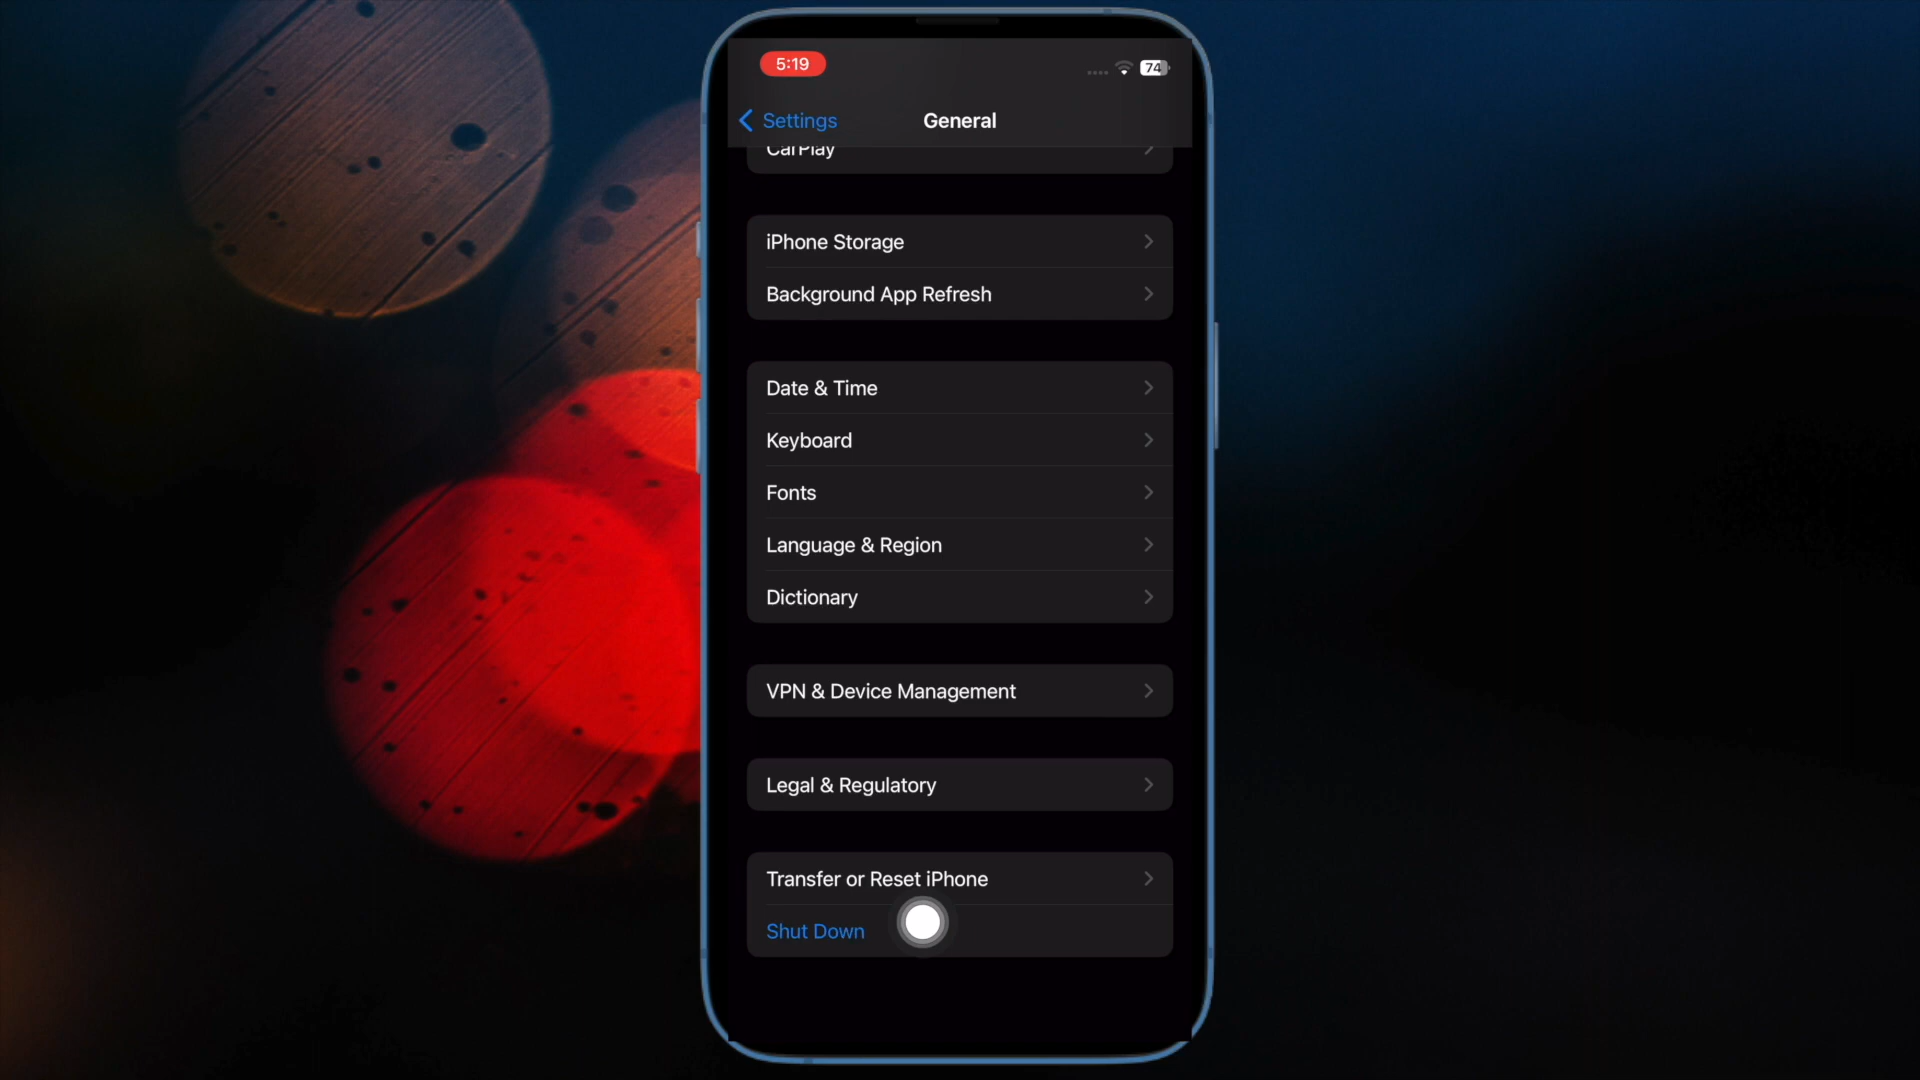 5:19
74
Settings
General
CarPlay
iPhone Storage
Background App Refresh
Date & Time
Keyboard
Fonts
Language & Region
Dictionary
VPN & Device Management
Legal & Regulatory
Transfer or Reset iPhone
Shut Down